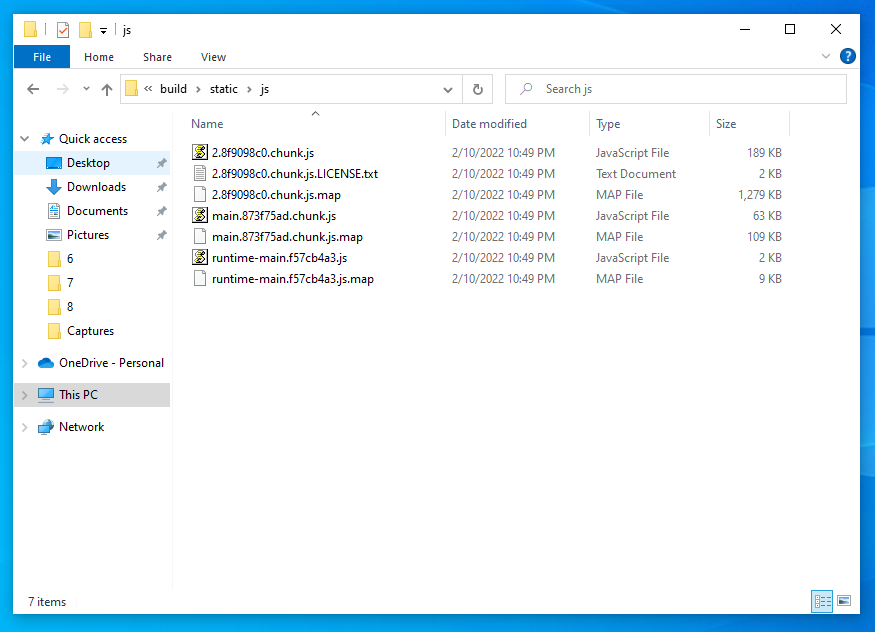 js
File Home Share View
?
« build > static > js Search js
Name Date modified Type Size
Quick access
Desktop
Downloads
Documents
Pictures
6
7
8
Captures
OneDrive - Personal
This PC
Network
2.8f9098c0.chunk.js 2/10/2022 10:49 PM JavaScript File 189 KB
2.8f9098c0.chunk.js.LICENSE.txt 2/10/2022 10:49 PM Text Document 2 KB
2.8f9098c0.chunk.js.map 2/10/2022 10:49 PM MAP File 1,279 KB
main.873f75ad.chunk.js 2/10/2022 10:49 PM JavaScript File 63 KB
main.873f75ad.chunk.js.map 2/10/2022 10:49 PM MAP File 109 KB
runtime-main.f57cb4a3.js 2/10/2022 10:49 PM JavaScript File 2 KB
runtime-main.f57cb4a3.js.map 2/10/2022 10:49 PM MAP File 9 KB
7 items